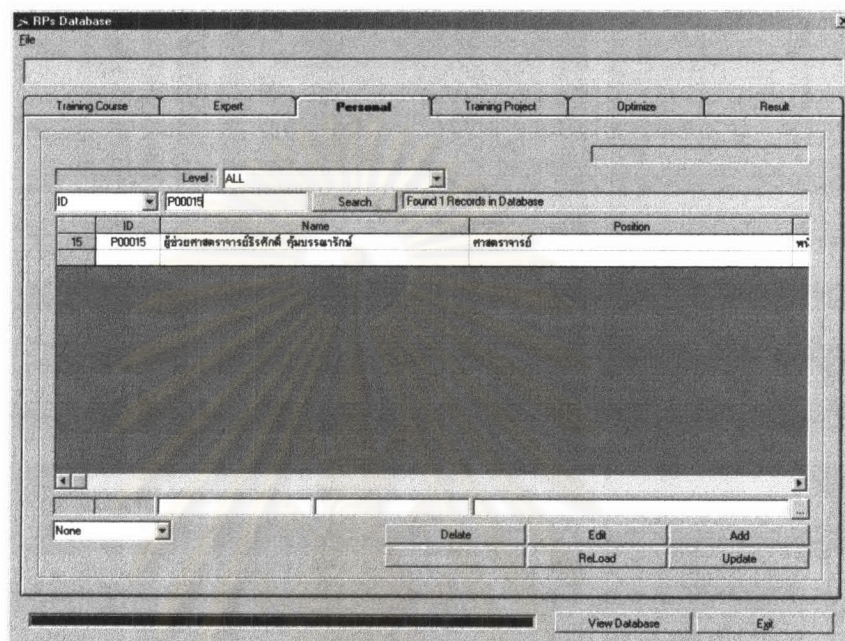 RPs Database
File
Training Course Expert Personal Training Project Optimize Result
Level : ALL
ID P00015 Search Found 1 Records in Database
ID Name Position
15 P00015 ผู้ช่วยศาสตราจารย์ธิรศักดิ์ คุ้มบรรณารักษ์ ศาสตราจารย์
...
None Delate Edit Add
ReLoad Update
View Database Exit